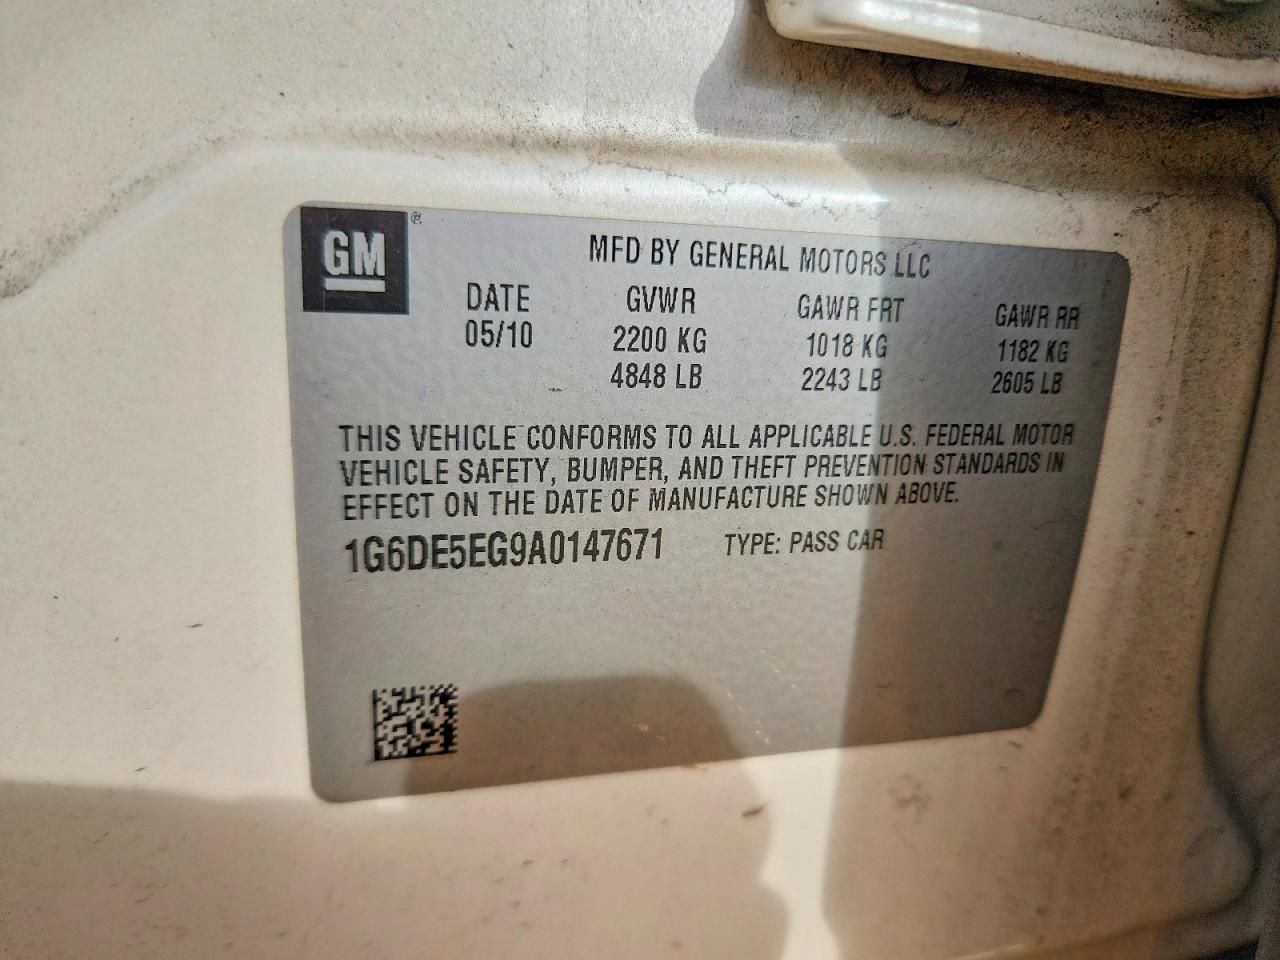 GM
MFD BY GENERAL MOTORS LLC
DATE GVWR GAWR FRT GAWR RR
05/10 2200 KG 1018 KG 1182 KG
4848 LB 2243 LB 2605 LB
THIS VEHICLE CONFORMS TO ALL APPLICABLE U.S. FEDERAL MOTOR
VEHICLE SAFETY, BUMPER, AND THEFT PREVENTION STANDARDS IN
EFFECT ON THE DATE OF MANUFACTURE SHOWN ABOVE.
1G6DE5EG9A0147671 TYPE: PASS CAR